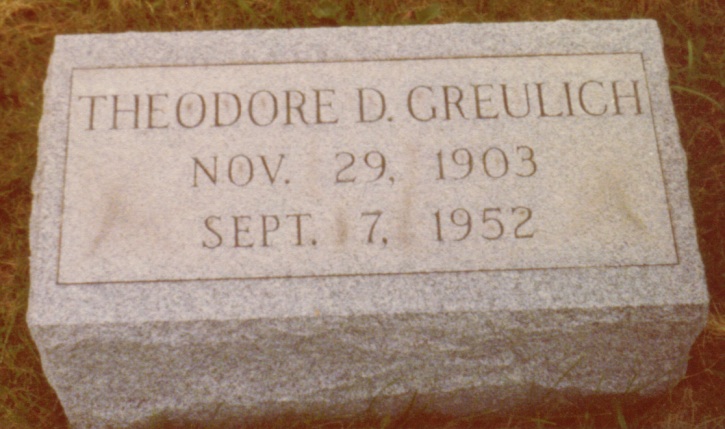 THEODORE D. GREULICH
NOV. 29, 1903
SEPT. 7, 1952